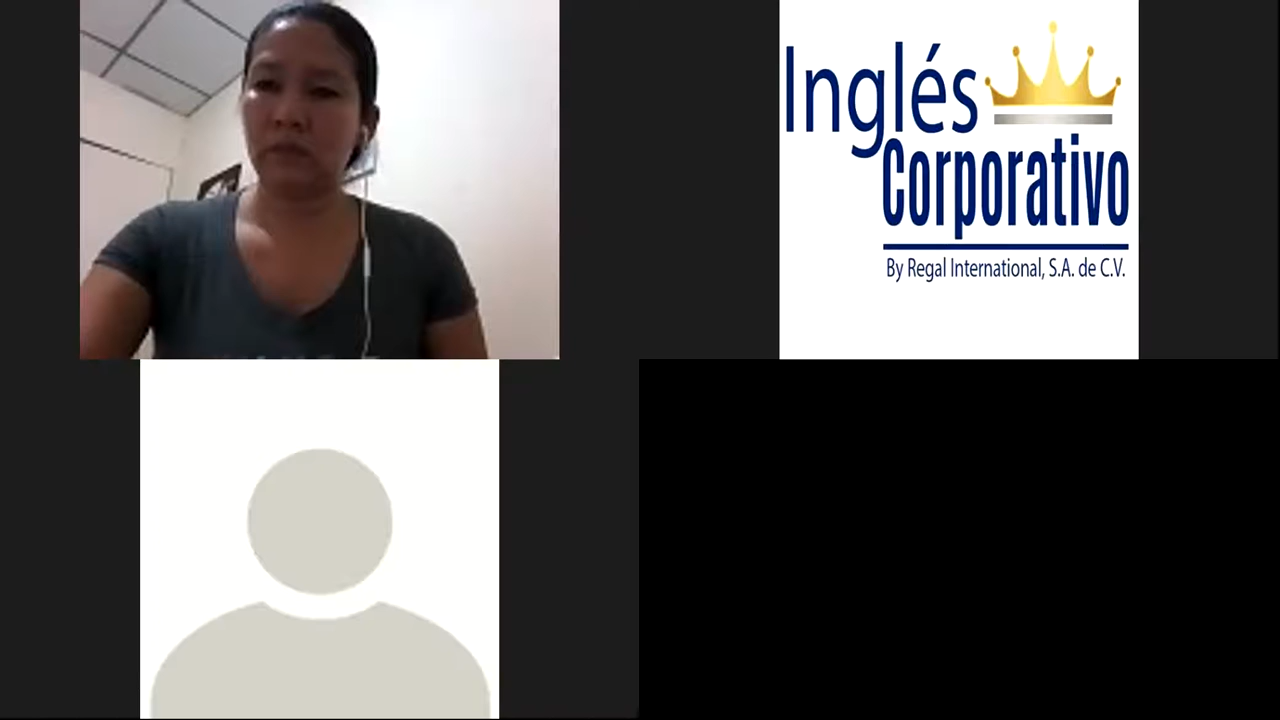 Inglés
Corporativo
By Regal International, S.A. de C.V.